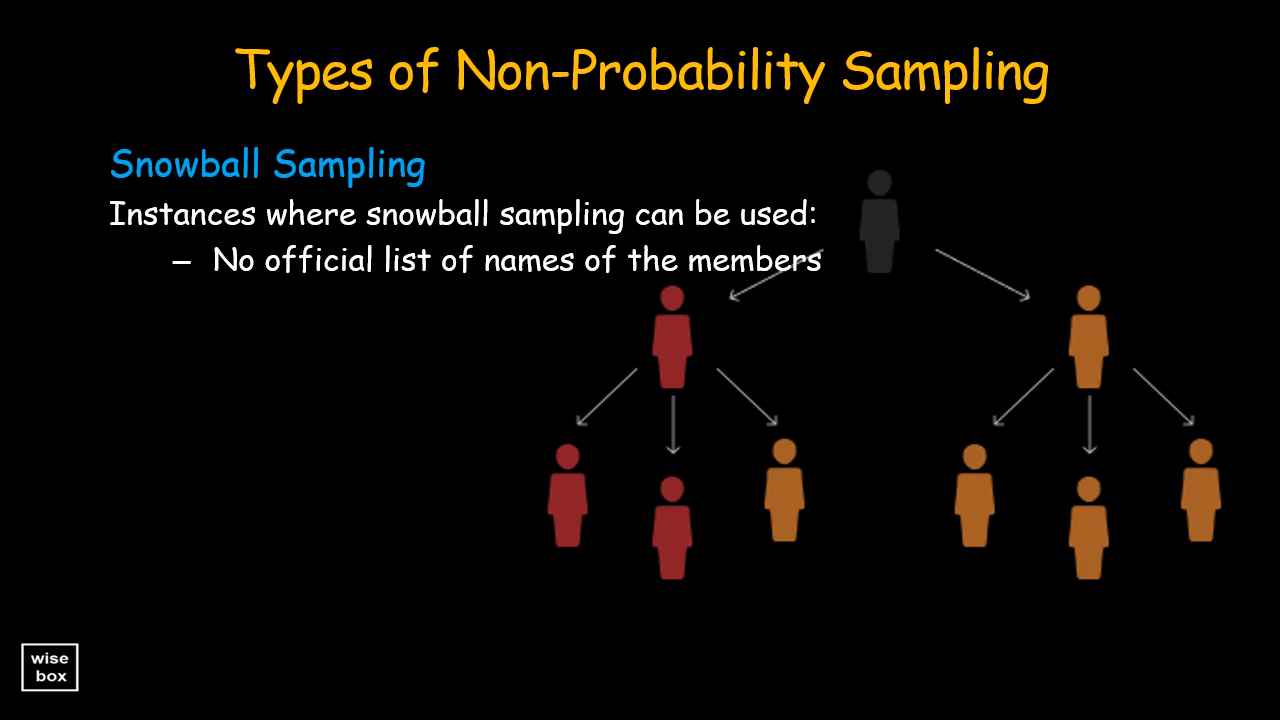 Types of Non-Probability Sampling
Snowball Sampling
Instances where snowball sampling can be used:
– No official list of names of the members
wise
box